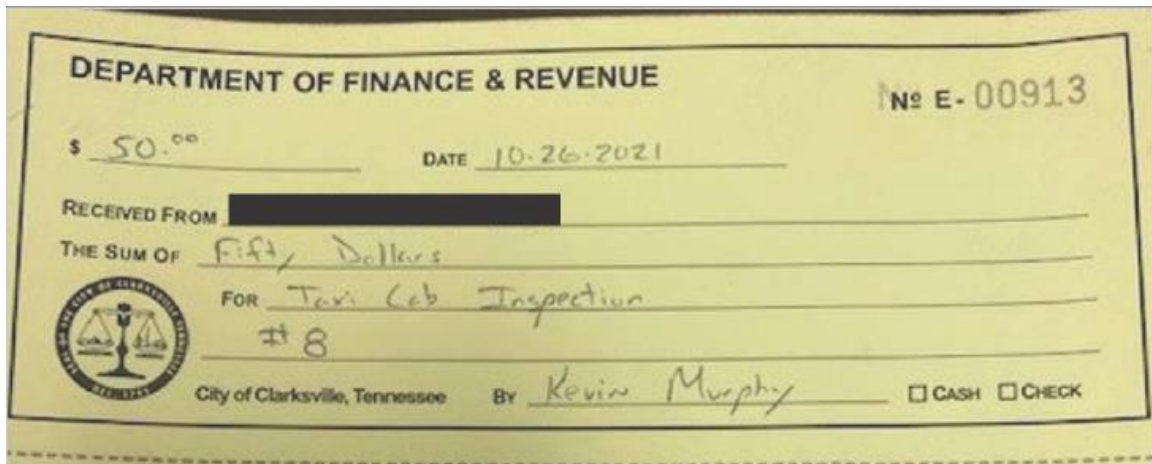 DEPARTMENT OF FINANCE & REVENUE
Nº E- 00913
$ 50.00 DATE 10-26-2021
RECEIVED FROM
THE SUM OF Fifty Dollars
FOR Taxi Cab Inspection
# 8
City of Clarksville, Tennessee BY Kevin Murphy ☐ CASH ☐ CHECK